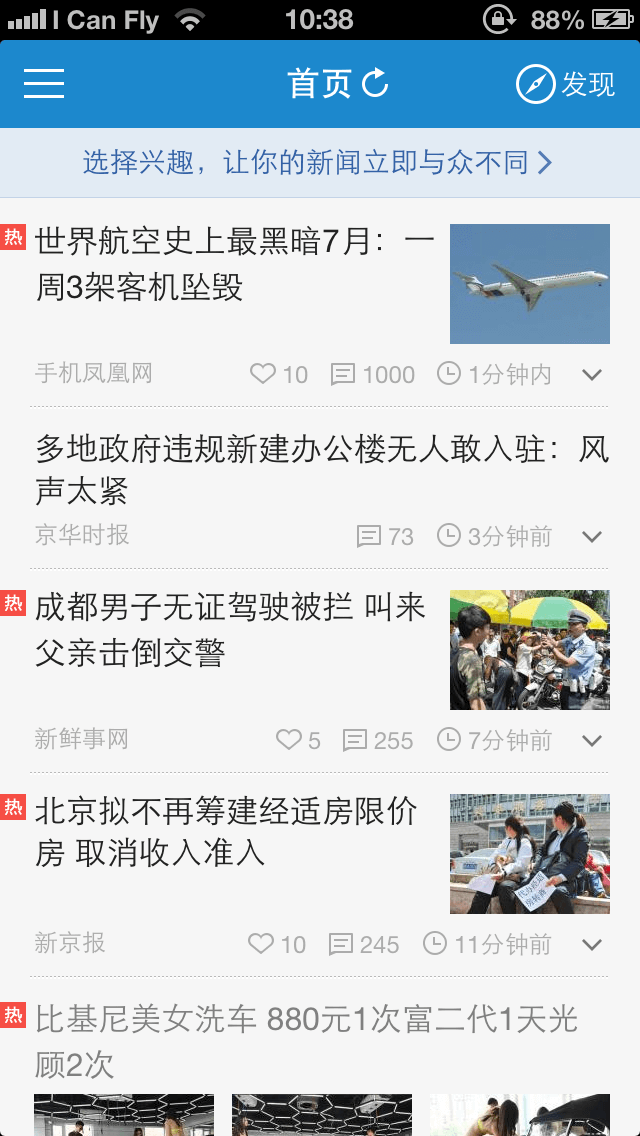 I Can Fly
10:38
88%
首页
发现
选择兴趣，让你的新闻立即与众不同
热
世界航空史上最黑暗7月：一
周3架客机坠毁
手机凤凰网 10 1000 1分钟内
多地政府违规新建办公楼无人敢入驻：风
声太紧
京华时报 73 3分钟前
热
成都男子无证驾驶被拦 叫来
父亲击倒交警
新鲜事网 5 255 7分钟前
热
北京拟不再筹建经适房限价
房 取消收入准入
新京报 10 245 11分钟前
热
比基尼美女洗车 880元1次富二代1天光
顾2次